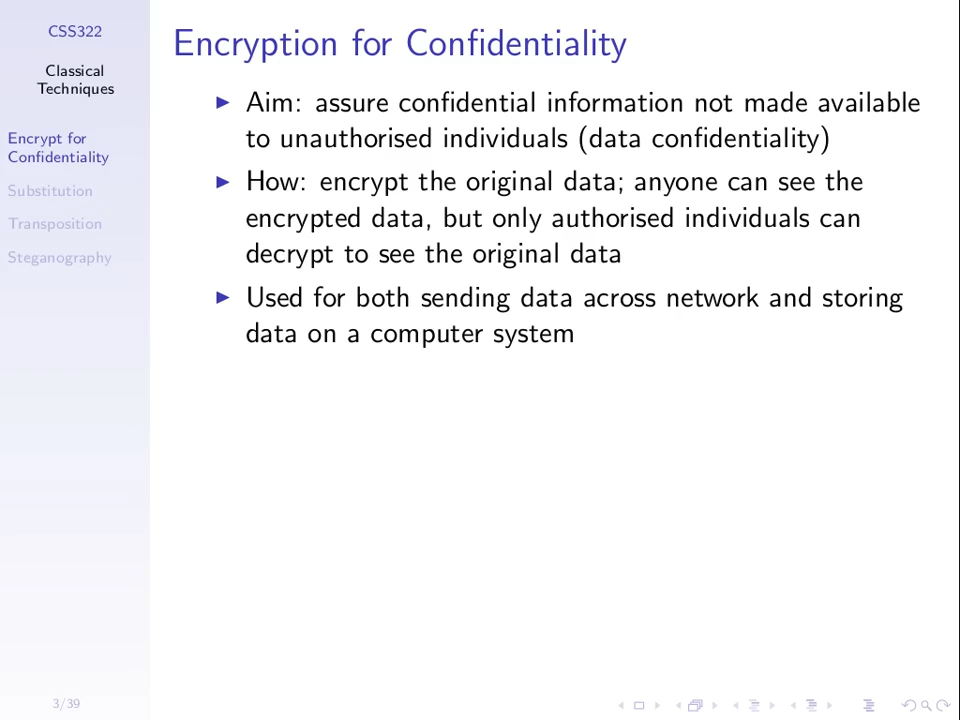 CSS322
Classical
Techniques
Encrypt for
Confidentiality
Substitution
Transposition
Steganography
3/39
Encryption for Confidentiality
Aim: assure confidential information not made available
to unauthorised individuals (data confidentiality)
How: encrypt the original data; anyone can see the
encrypted data, but only authorised individuals can
decrypt to see the original data
Used for both sending data across network and storing
data on a computer system